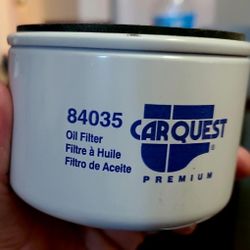 84035
Oil Filter
Filtre à Huile
Filtro de Aceite
CARQUEST
®
PREMIUM